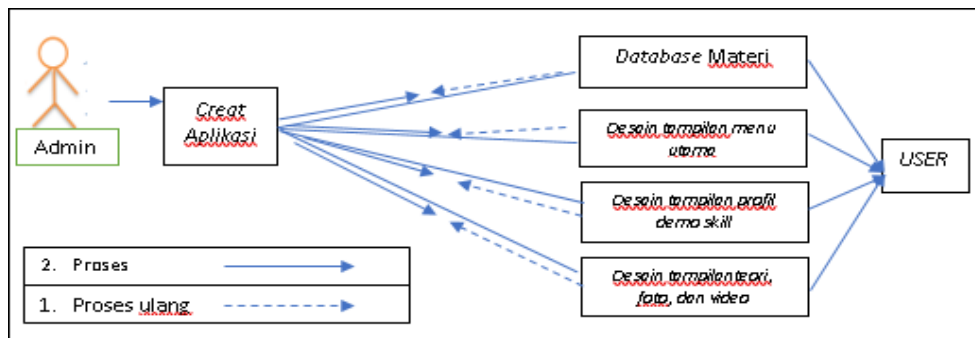 Admin
Creat
Aplikasi
Database Materi
Desain tampilan menu
utama
Desain tampilan profil
demo skill
Desain tampilan teori,
foto, dan video
USER
2. Proses
1. Proses ulang